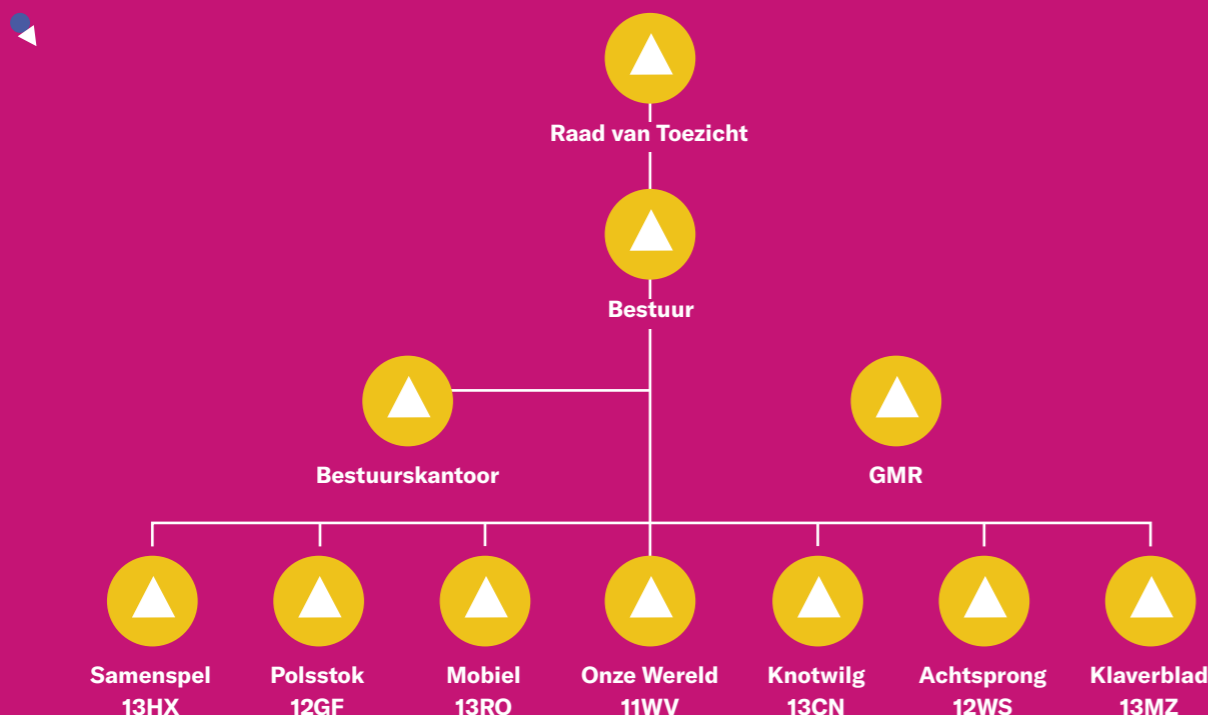 Raad van Toezicht
Bestuur
Bestuurskantoor
GMR
Samenspel
13HX
Polsstok
12GF
Mobiel
13RO
Onze Wereld
11WV
Knotwilg
13CN
Achtsprong
12WS
Klaverblad
13MZ